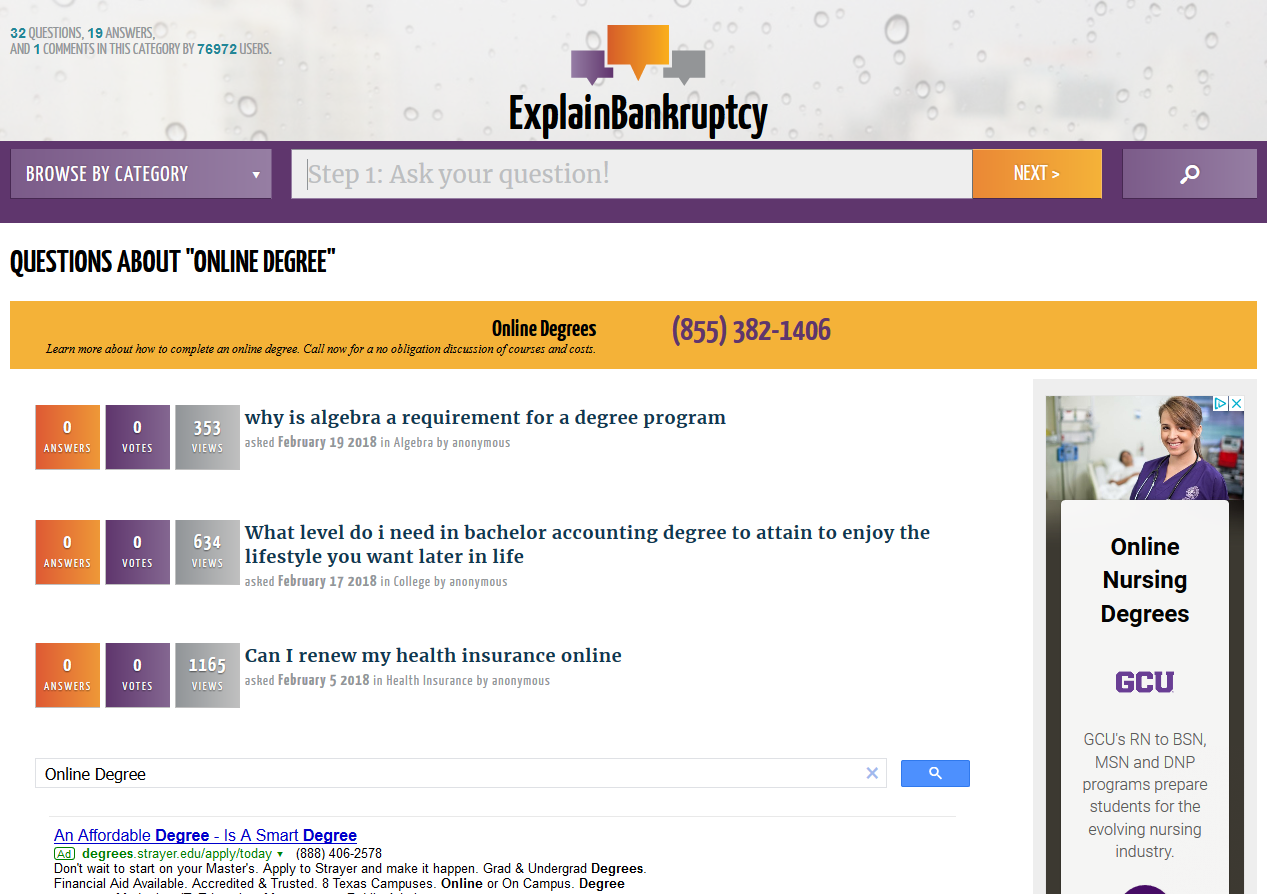 32 QUESTIONS, 19 ANSWERS,
AND 1 COMMENTS IN THIS CATEGORY BY 76972 USERS.
ExplainBankruptcy
BROWSE BY CATEGORY ▾
Step 1: Ask your question!
NEXT >
QUESTIONS ABOUT "ONLINE DEGREE"
Online Degrees
Learn more about how to complete an online degree. Call now for a no obligation discussion of courses and costs.
(855) 382-1406
0
ANSWERS
0
VOTES
353
VIEWS
why is algebra a requirement for a degree program
asked February 19 2018 in Algebra by anonymous
0
ANSWERS
0
VOTES
634
VIEWS
What level do i need in bachelor accounting degree to attain to enjoy the
lifestyle you want later in life
asked February 17 2018 in College by anonymous
0
ANSWERS
0
VOTES
1165
VIEWS
Can I renew my health insurance online
asked February 5 2018 in Health Insurance by anonymous
Online Degree
An Affordable Degree - Is A Smart Degree
Ad degrees.strayer.edu/apply/today ▾ (888) 406-2578
Don't wait to start on your Master's. Apply to Strayer and make it happen. Grad & Undergrad Degrees.
Financial Aid Available. Accredited & Trusted. 8 Texas Campuses. Online or On Campus. Degree
Online
Nursing
Degrees
GCU
GCU's RN to BSN,
MSN and DNP
programs prepare
students for the
evolving nursing
industry.